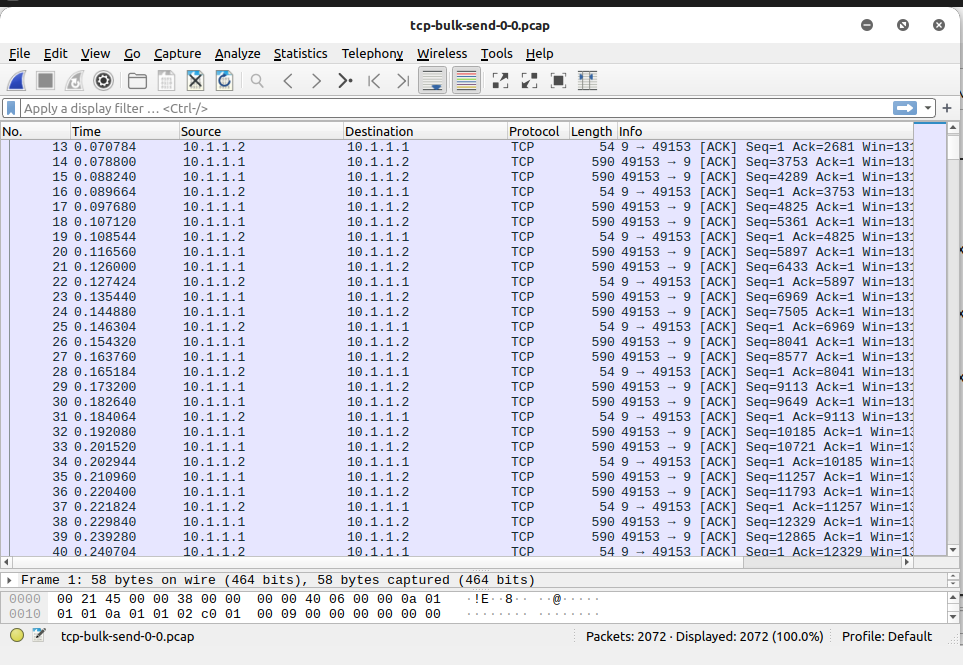 tcp-bulk-send-0-0.pcap
File Edit View Go Capture Analyze Statistics Telephony Wireless Tools Help
Apply a display filter ... <Ctrl-/>
No. Time Source Destination Protocol Length Info
13 0.070784 10.1.1.2 10.1.1.1 TCP 54 9 → 49153 [ACK] Seq=1 Ack=2681 Win=131
14 0.078800 10.1.1.1 10.1.1.2 TCP 590 49153 → 9 [ACK] Seq=3753 Ack=1 Win=131
15 0.088240 10.1.1.1 10.1.1.2 TCP 590 49153 → 9 [ACK] Seq=4289 Ack=1 Win=131
16 0.089664 10.1.1.2 10.1.1.1 TCP 54 9 → 49153 [ACK] Seq=1 Ack=3753 Win=131
17 0.097680 10.1.1.1 10.1.1.2 TCP 590 49153 → 9 [ACK] Seq=4825 Ack=1 Win=131
18 0.107120 10.1.1.1 10.1.1.2 TCP 590 49153 → 9 [ACK] Seq=5361 Ack=1 Win=131
19 0.108544 10.1.1.2 10.1.1.1 TCP 54 9 → 49153 [ACK] Seq=1 Ack=4825 Win=131
20 0.116560 10.1.1.1 10.1.1.2 TCP 590 49153 → 9 [ACK] Seq=5897 Ack=1 Win=131
21 0.126000 10.1.1.1 10.1.1.2 TCP 590 49153 → 9 [ACK] Seq=6433 Ack=1 Win=131
22 0.127424 10.1.1.2 10.1.1.1 TCP 54 9 → 49153 [ACK] Seq=1 Ack=5897 Win=131
23 0.135440 10.1.1.1 10.1.1.2 TCP 590 49153 → 9 [ACK] Seq=6969 Ack=1 Win=131
24 0.144880 10.1.1.1 10.1.1.2 TCP 590 49153 → 9 [ACK] Seq=7505 Ack=1 Win=131
25 0.146304 10.1.1.2 10.1.1.1 TCP 54 9 → 49153 [ACK] Seq=1 Ack=6969 Win=131
26 0.154320 10.1.1.1 10.1.1.2 TCP 590 49153 → 9 [ACK] Seq=8041 Ack=1 Win=131
27 0.163760 10.1.1.1 10.1.1.2 TCP 590 49153 → 9 [ACK] Seq=8577 Ack=1 Win=131
28 0.165184 10.1.1.2 10.1.1.1 TCP 54 9 → 49153 [ACK] Seq=1 Ack=8041 Win=131
29 0.173200 10.1.1.1 10.1.1.2 TCP 590 49153 → 9 [ACK] Seq=9113 Ack=1 Win=131
30 0.182640 10.1.1.1 10.1.1.2 TCP 590 49153 → 9 [ACK] Seq=9649 Ack=1 Win=131
31 0.184064 10.1.1.2 10.1.1.1 TCP 54 9 → 49153 [ACK] Seq=1 Ack=9113 Win=131
32 0.192080 10.1.1.1 10.1.1.2 TCP 590 49153 → 9 [ACK] Seq=10185 Ack=1 Win=13
33 0.201520 10.1.1.1 10.1.1.2 TCP 590 49153 → 9 [ACK] Seq=10721 Ack=1 Win=13
34 0.202944 10.1.1.2 10.1.1.1 TCP 54 9 → 49153 [ACK] Seq=1 Ack=10185 Win=13
35 0.210960 10.1.1.1 10.1.1.2 TCP 590 49153 → 9 [ACK] Seq=11257 Ack=1 Win=13
36 0.220400 10.1.1.1 10.1.1.2 TCP 590 49153 → 9 [ACK] Seq=11793 Ack=1 Win=13
37 0.221824 10.1.1.2 10.1.1.1 TCP 54 9 → 49153 [ACK] Seq=1 Ack=11257 Win=13
38 0.229840 10.1.1.1 10.1.1.2 TCP 590 49153 → 9 [ACK] Seq=12329 Ack=1 Win=13
39 0.239280 10.1.1.1 10.1.1.2 TCP 590 49153 → 9 [ACK] Seq=12865 Ack=1 Win=13
40 0.240704 10.1.1.2 10.1.1.1 TCP 54 9 → 49153 [ACK] Seq=1 Ack=12329 Win=13
Frame 1: 58 bytes on wire (464 bits), 58 bytes captured (464 bits)
0000 00 21 45 00 00 38 00 00 00 00 40 06 00 00 0a 01 ·!E··8·· ··@·····
0010 01 01 0a 01 01 02 c0 01 00 09 00 00 00 00 00 00 ········ ········
tcp-bulk-send-0-0.pcap Packets: 2072 · Displayed: 2072 (100.0%) Profile: Default